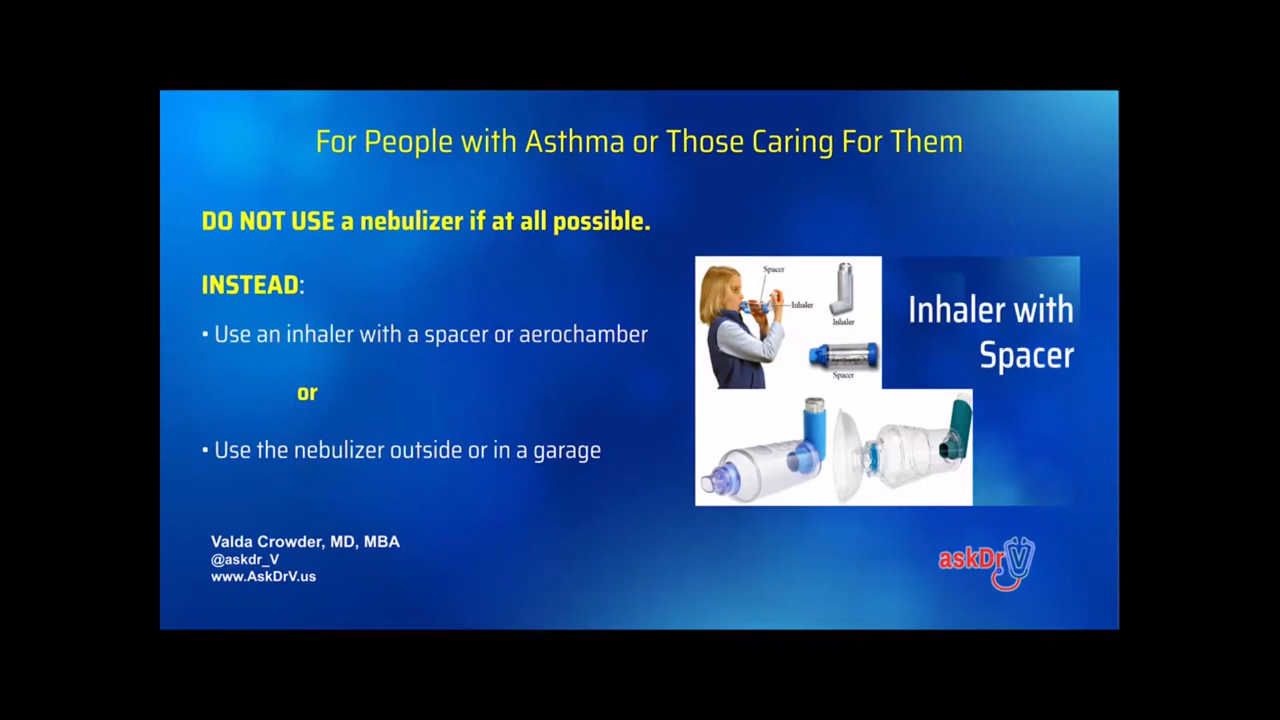 For People with Asthma or Those Caring For Them
DO NOT USE a nebulizer if at all possible.
INSTEAD:
• Use an inhaler with a spacer or aerochamber
or
• Use the nebulizer outside or in a garage
Spacer
Inhaler
Inhaler
Spacer
Inhaler with
Spacer
Valda Crowder, MD, MBA
@askdr_V
www.AskDrV.us
askDrV